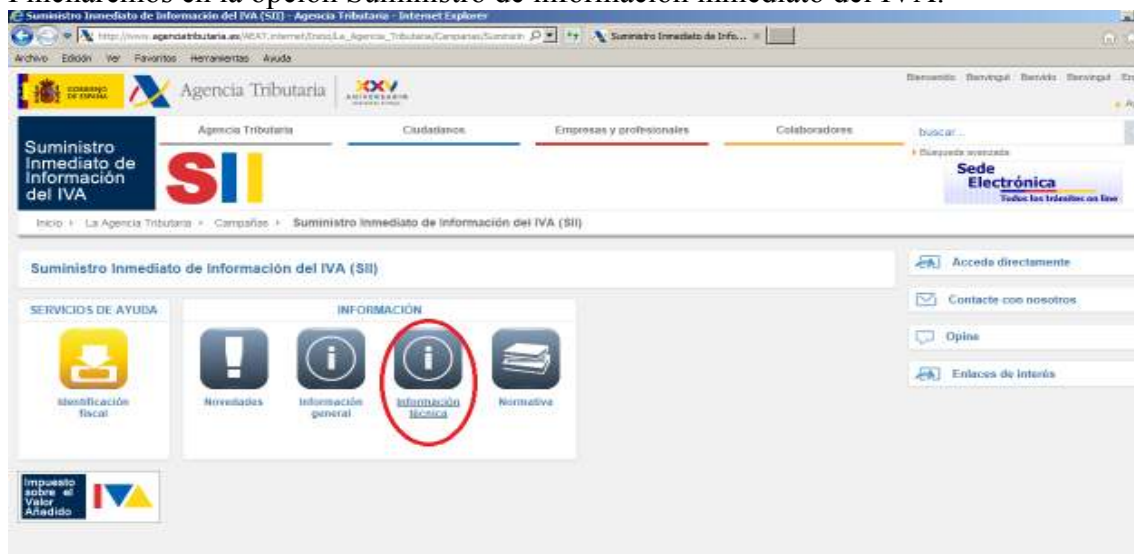 Pincharemos en la opción Suministro de información inmediato del IVA.
Suministro Inmediato de Información del IVA (SII) - Agencia Tributaria - Internet Explorer
Suministro Inmediato de Info...
Archivo Edición Ver Favoritos Herramientas Ayuda
GOBIERNO DE ESPAÑA
Agencia Tributaria
XXV
ANIVERSARIO
Bienvenido Benvingut Benvido Benvingut
Agencia Tributaria Ciudadanos Empresas y profesionales Colaboradores
buscar...
Búsqueda avanzada
Suministro
Inmediato de
Información
del IVA
SII
Sede
Electrónica
Todos los trámites on line
Inicio La Agencia Tributaria Campañas Suministro Inmediato de Información del IVA (SII)
Suministro Inmediato de Información del IVA (SII)
Acceda directamente
Contacte con nosotros
Opine
Enlaces de interés
SERVICIOS DE AYUDA
INFORMACIÓN
Identificación
fiscal
Novedades
Información
general
Información
técnica
Normativa
Impuesto
sobre el
Valor
Añadido
IVA